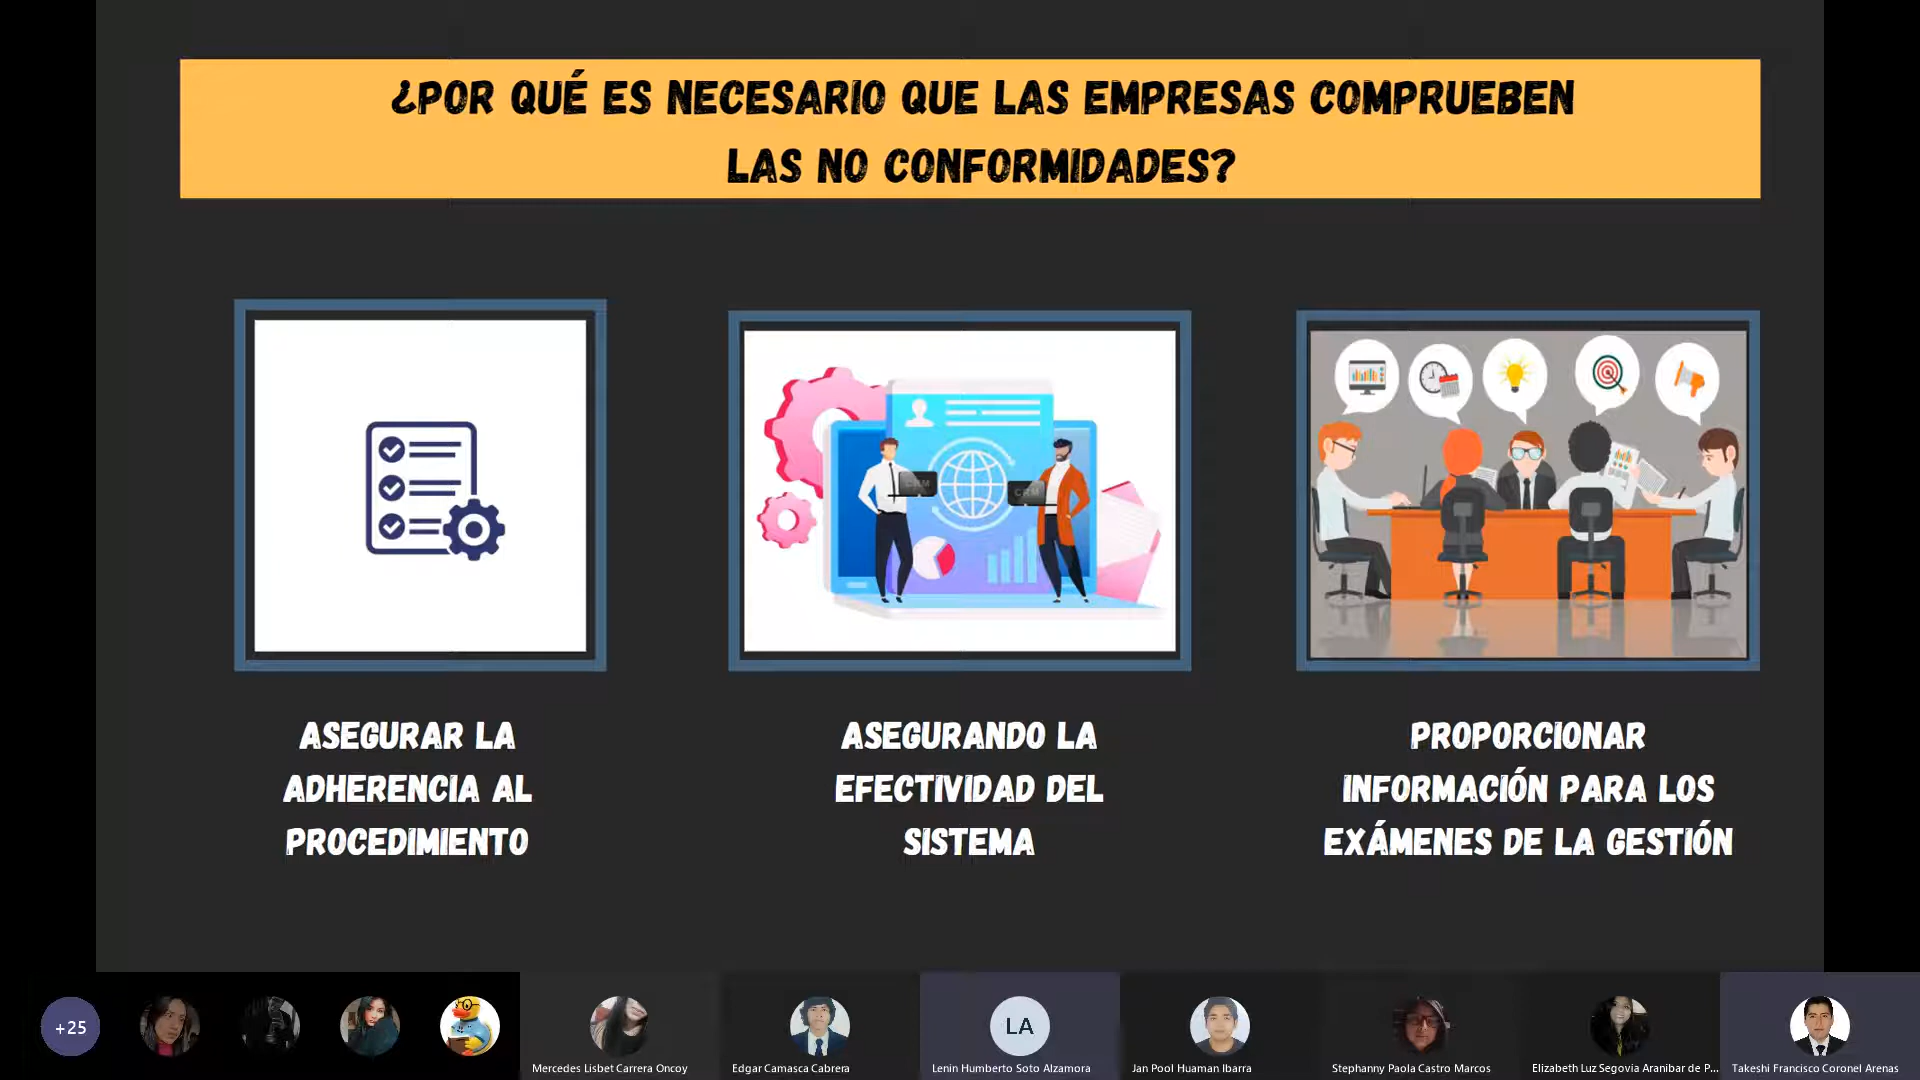 ¿POR QUÉ ES NECESARIO QUE LAS EMPRESAS COMPRUEBEN
LAS NO CONFORMIDADES?
CRM
CRM
ASEGURAR LA
ADHERENCIA AL
PROCEDIMIENTO
ASEGURANDO LA
EFECTIVIDAD DEL
SISTEMA
PROPORCIONAR
INFORMACIÓN PARA LOS
EXÁMENES DE LA GESTIÓN
+25
LA
Mercedes Lisbet Carrera Oncoy
Edgar Camasca Cabrera
Lenin Humberto Soto Alzamora
Jan Pool Huaman Ibarra
Stephanny Paola Castro Marcos
Elizabeth Luz Segovia Aranibar de P...
Takeshi Francisco Coronel Arenas